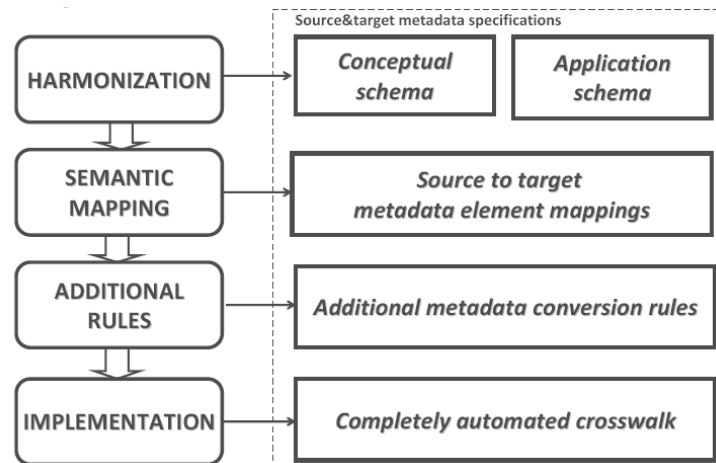 Source&target metadata specifications
HARMONIZATION
Conceptual
schema
Application
schema
SEMANTIC
MAPPING
Source to target
metadata element mappings
ADDITIONAL
RULES
Additional metadata conversion rules
IMPLEMENTATION
Completely automated crosswalk